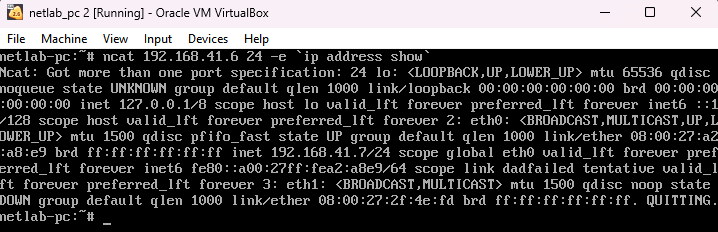 netlab_pc 2 [Running] - Oracle VM VirtualBox
File Machine View Input Devices Help
netlab-pc:~# ncat 192.168.41.6 24 -e `ip address show`
Ncat: Got more than one port specification: 24 lo: <LOOPBACK,UP,LOWER_UP> mtu 65536 qdisc
noqueue state UNKNOWN group default qlen 1000 link/loopback 00:00:00:00:00:00 brd 00:00:00
:00:00:00 inet 127.0.0.1/8 scope host lo valid_lft forever preferred_lft forever inet6 ::1
/128 scope host valid_lft forever preferred_lft forever 2: eth0: <BROADCAST,MULTICAST,UP,L
OWER_UP> mtu 1500 qdisc pfifo_fast state UP group default qlen 1000 link/ether 08:00:27:a2
:a8:e9 brd ff:ff:ff:ff:ff:ff inet 192.168.41.7/24 scope global eth0 valid_lft forever pref
erred_lft forever inet6 fe80::a00:27ff:fea2:a8e9/64 scope link dadfailed tentative valid_l
ft forever preferred_lft forever 3: eth1: <BROADCAST,MULTICAST> mtu 1500 qdisc noop state
DOWN group default qlen 1000 link/ether 08:00:27:2f:4e:fd brd ff:ff:ff:ff:ff:ff. QUITTING.
netlab-pc:~# _